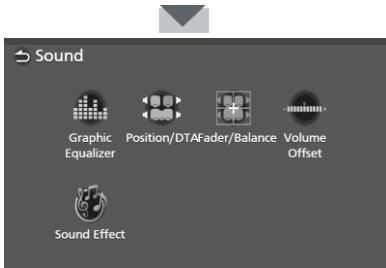 Sound
Graphic Position/DTAFader/Balance Volume
Equalizer Offset
Sound Effect